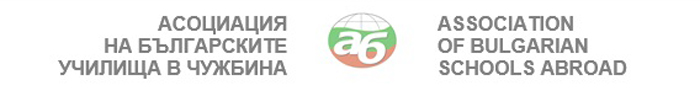 АСОЦИАЦИЯ
НА БЪЛГАРСКИТЕ
УЧИЛИЩА В ЧУЖБИНА
аб
ASSOCIATION
OF BULGARIAN
SCHOOLS ABROAD